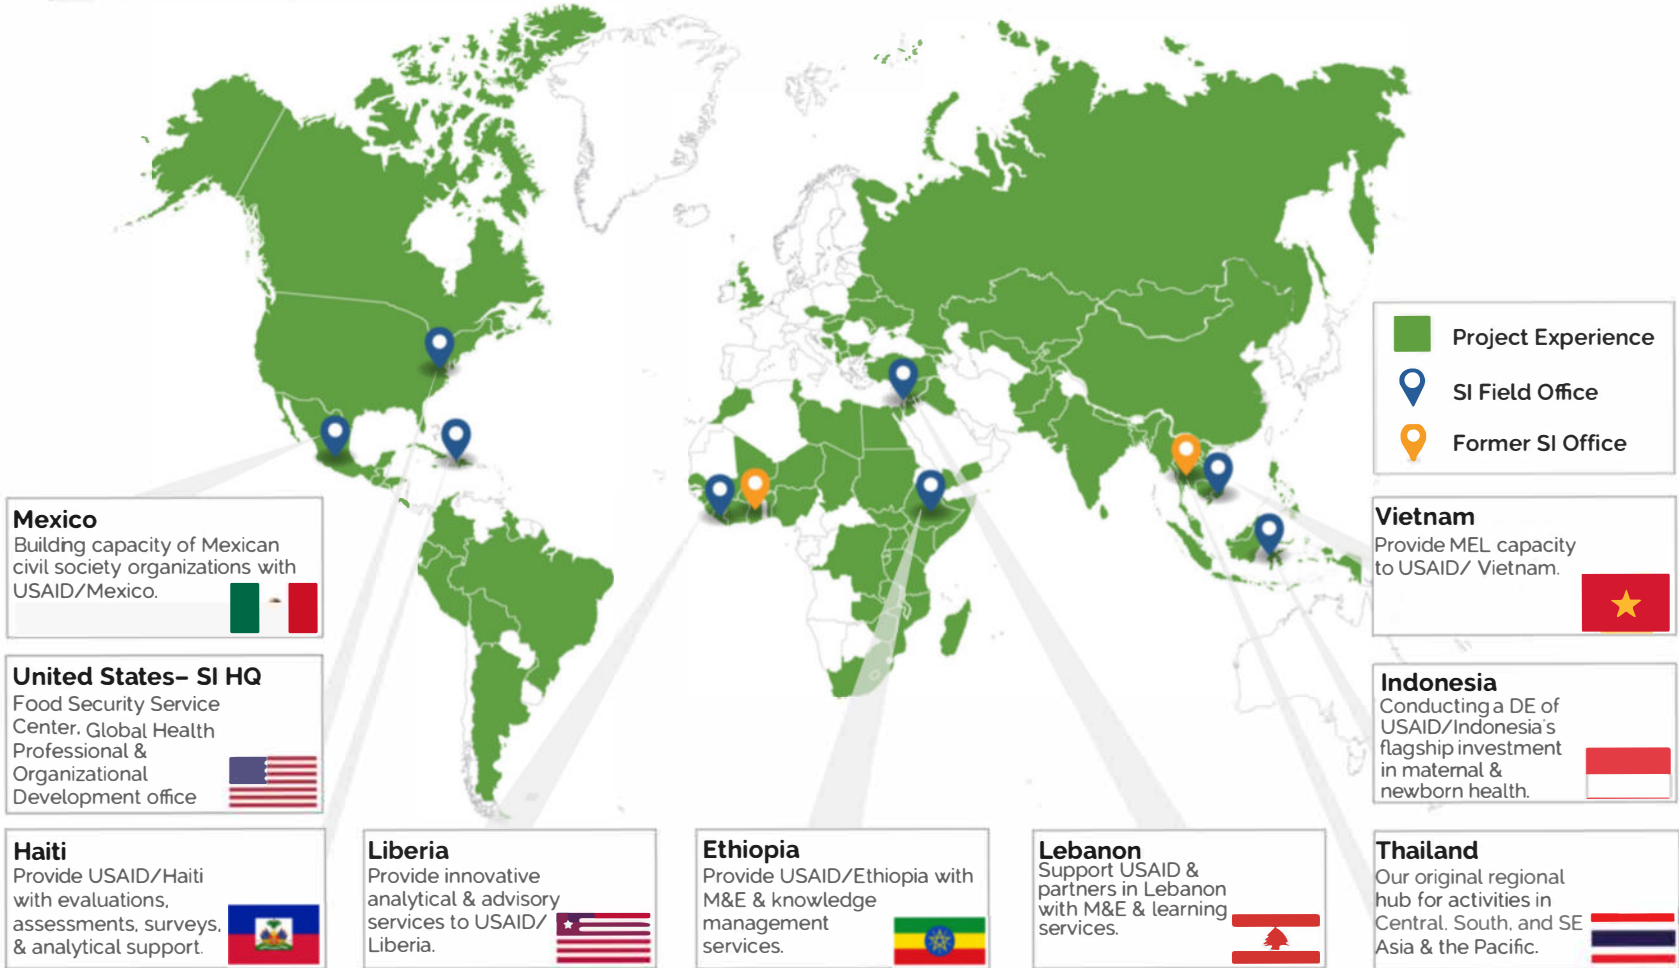 Project Experience
SI Field Office
Former SI Office
Mexico
Building capacity of Mexican
civil society organizations with
USAID/Mexico.
United States– SI HQ
Food Security Service
Center, Global Health
Professional &
Organizational
Development office
Haiti
Provide USAID/Haiti
with evaluations,
assessments, surveys,
& analytical support.
Liberia
Provide innovative
analytical & advisory
services to USAID/
Liberia.
Ethiopia
Provide USAID/Ethiopia with
M&E & knowledge
management
services.
Lebanon
Support USAID &
partners in Lebanon
with M&E & learning
services.
Vietnam
Provide MEL capacity
to USAID/ Vietnam.
Indonesia
Conducting a DE of
USAID/Indonesia's
flagship investment
in maternal &
newborn health.
Thailand
Our original regional
hub for activities in
Central, South, and SE
Asia & the Pacific.